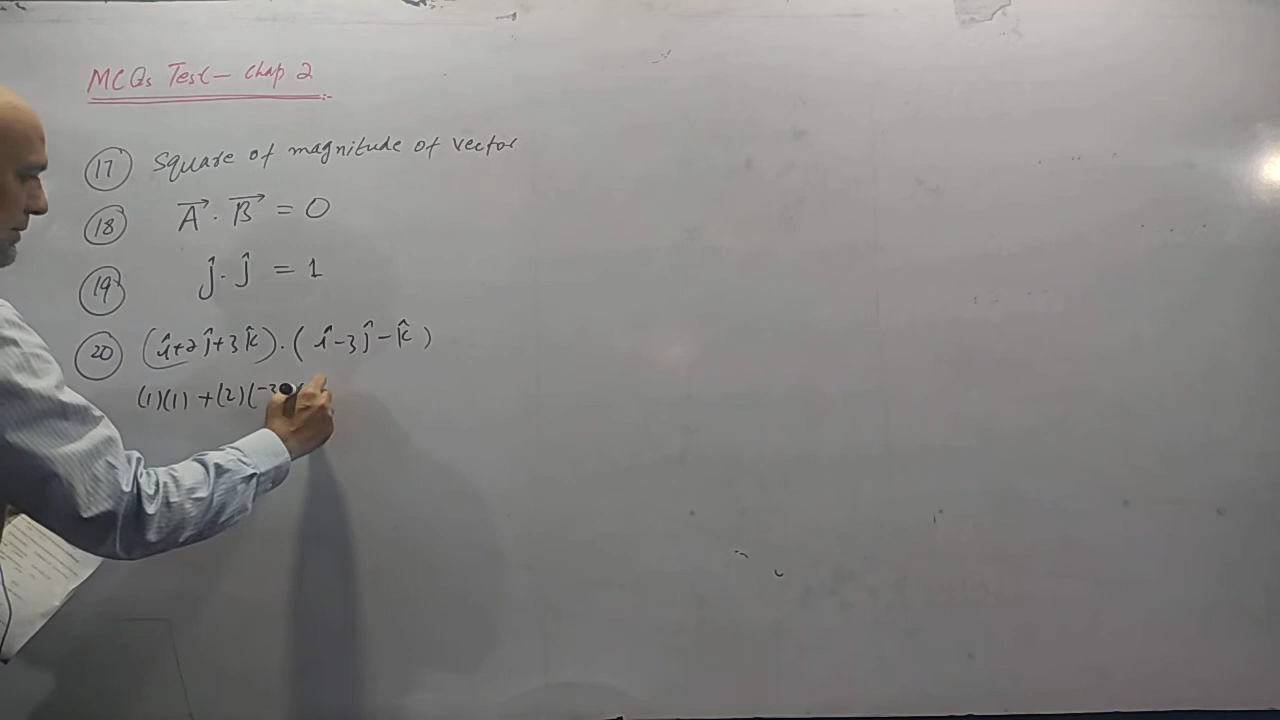 MCQs Test - Chap 2
(17) Square of magnitude of vector
(18) A⃗ . B⃗ = 0
(19) ĵ . ĵ = 1
(20) (î+2ĵ+3k̂) . (î-3ĵ-k̂)
(1)(1) + (2)(-3